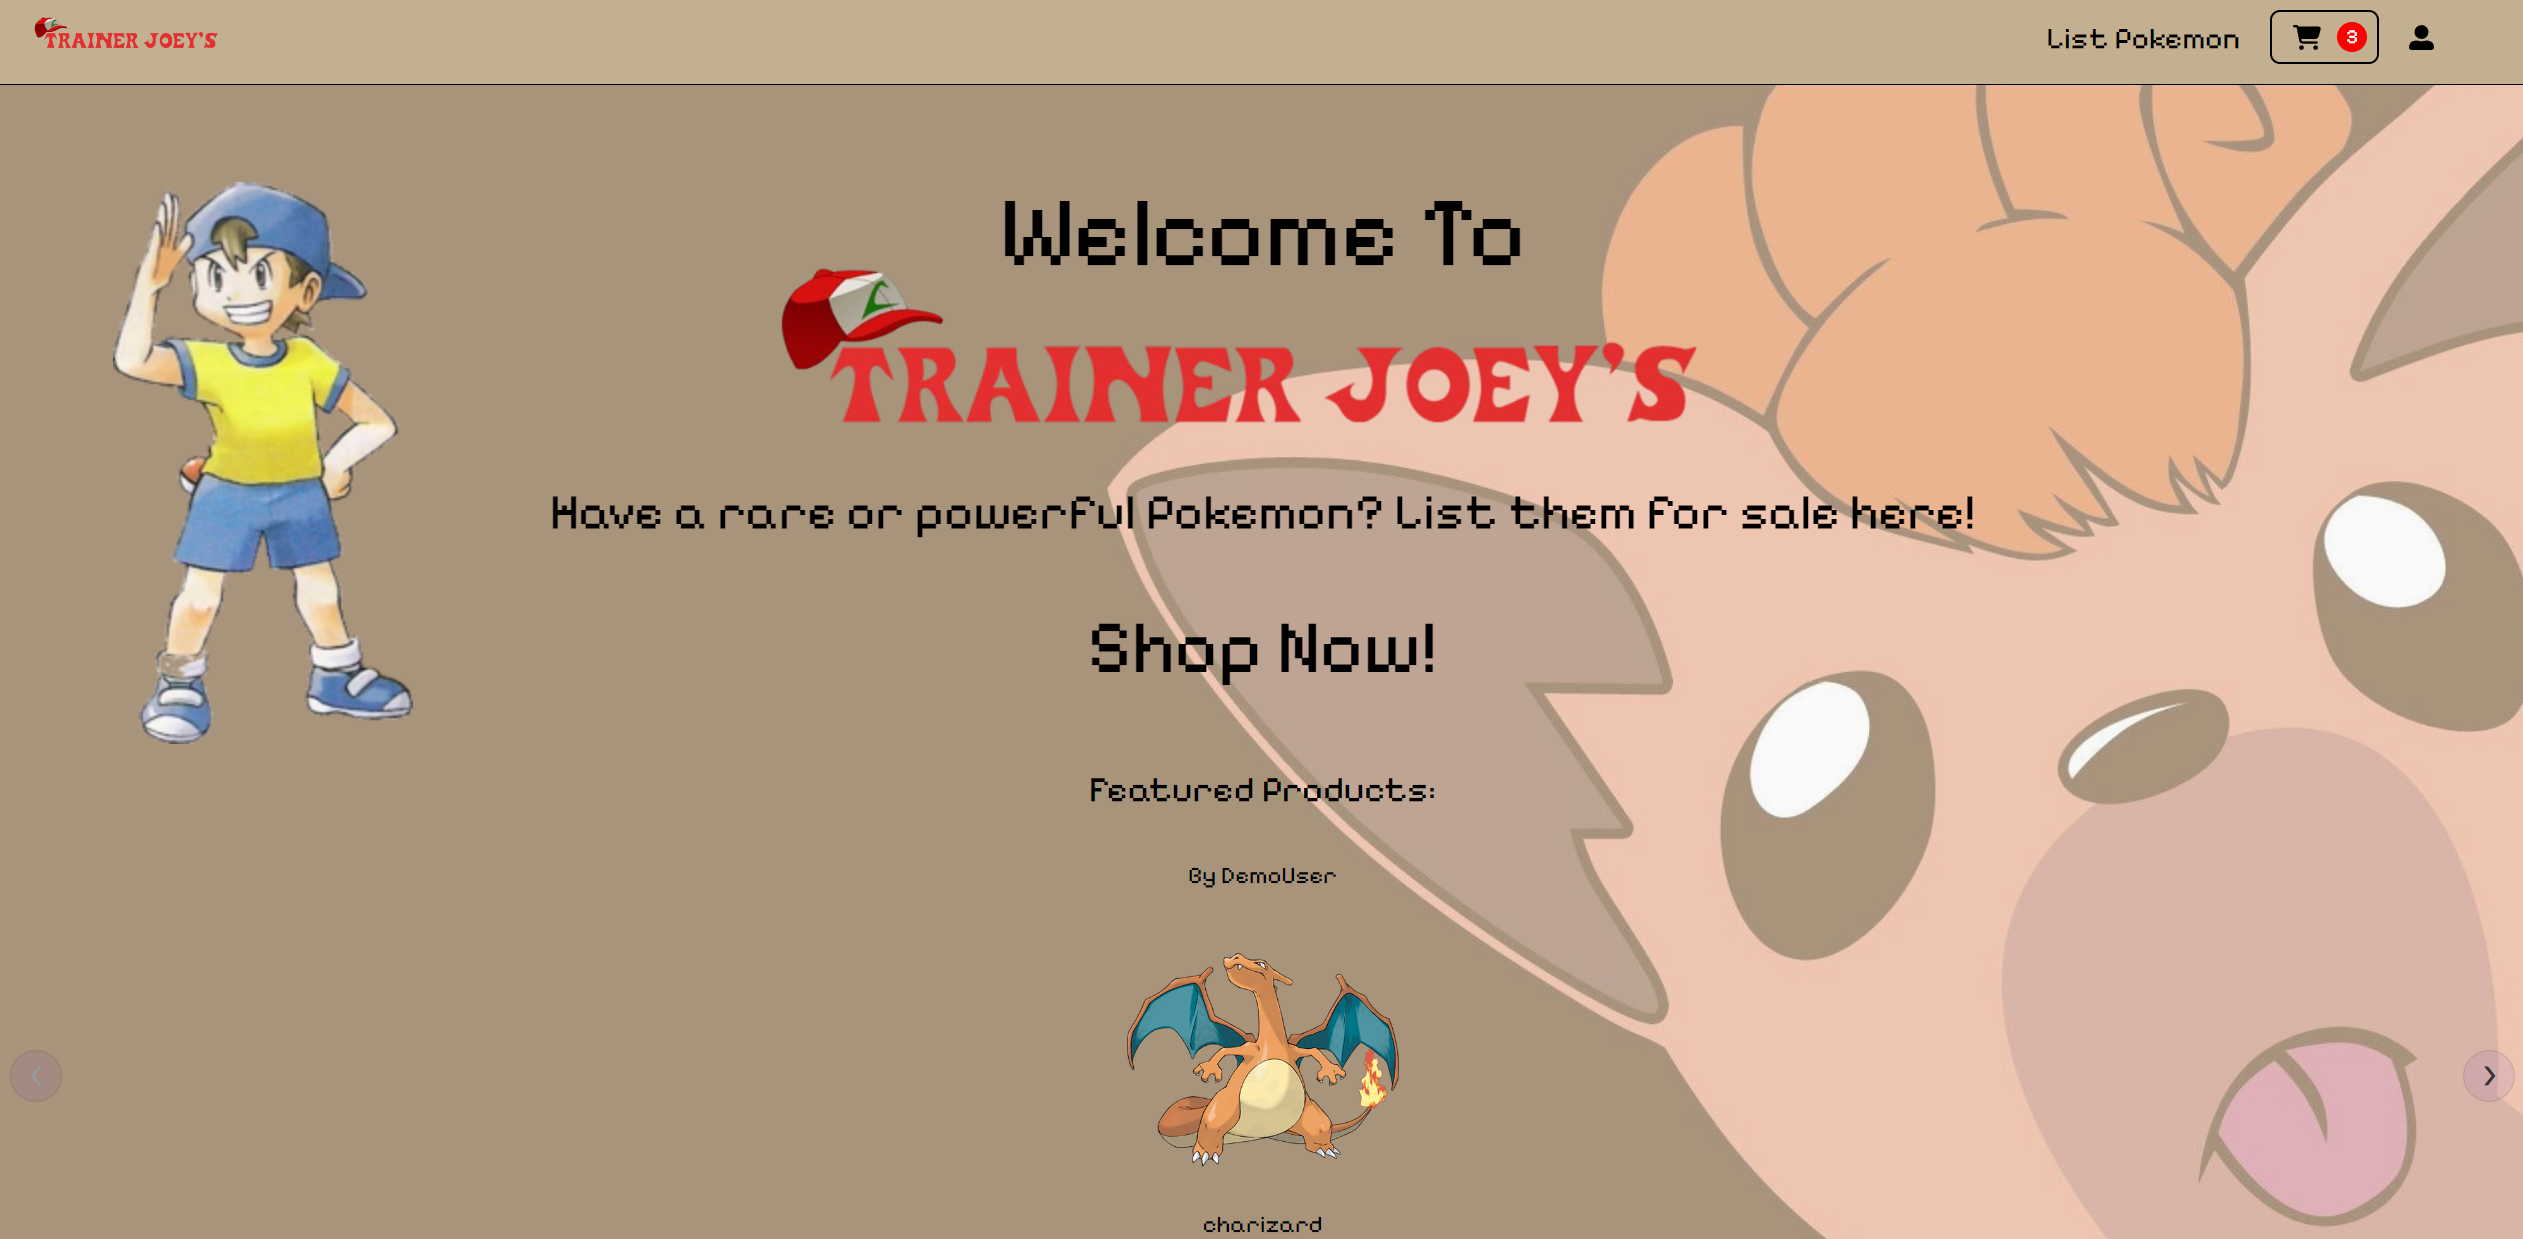 TRAINER JOEY'S
List Pokemon
3
Welcome To
TRAINER JOEY'S
Have a rare or powerful Pokemon? List them for sale here!
Shop Now!
Featured Products:
By DemoUser
charizard